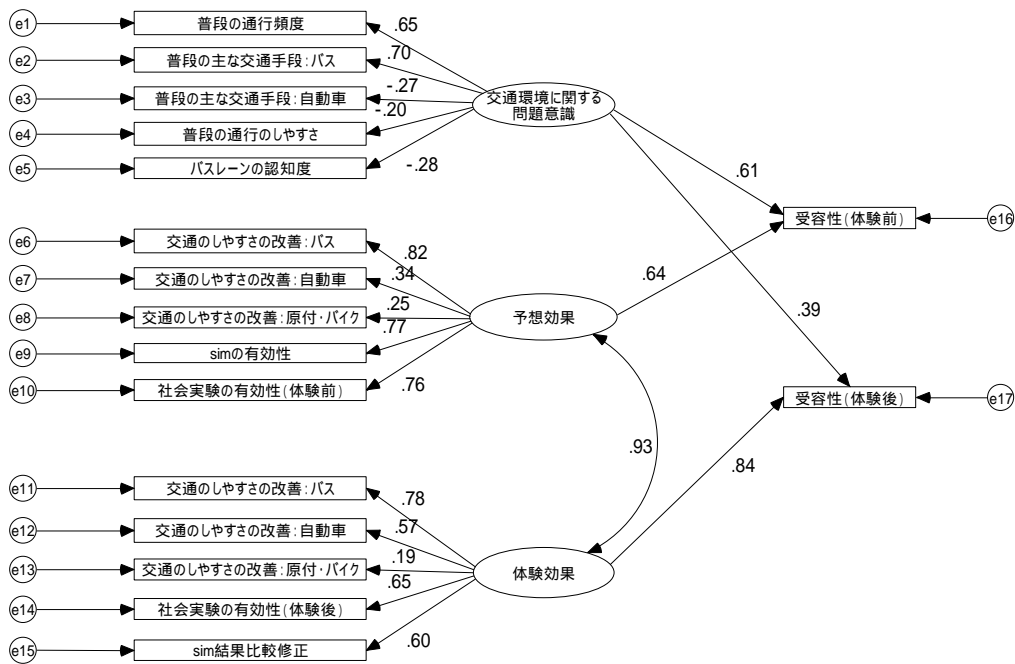 e1
普段の通行頻度
.65
e2
普段の主な交通手段:バス
.70
e3
普段の主な交通手段:自動車
-.27
e4
普段の通行のしやすさ
-.20
e5
バスレーンの認知度
-.28
交通環境に関する
問題意識
.61
受容性(体験前)
e16
e6
交通のしやすさの改善:バス
.82
e7
交通のしやすさの改善:自動車
.34
e8
交通のしやすさの改善:原付・バイク
.25
e9
simの有効性
.77
e10
社会実験の有効性(体験前)
.76
予想効果
.64
.39
受容性(体験後)
e17
.93
.84
e11
交通のしやすさの改善:バス
.78
e12
交通のしやすさの改善:自動車
.57
e13
交通のしやすさの改善:原付・バイク
.19
e14
社会実験の有効性(体験後)
.65
e15
sim結果比較修正
.60
体験効果